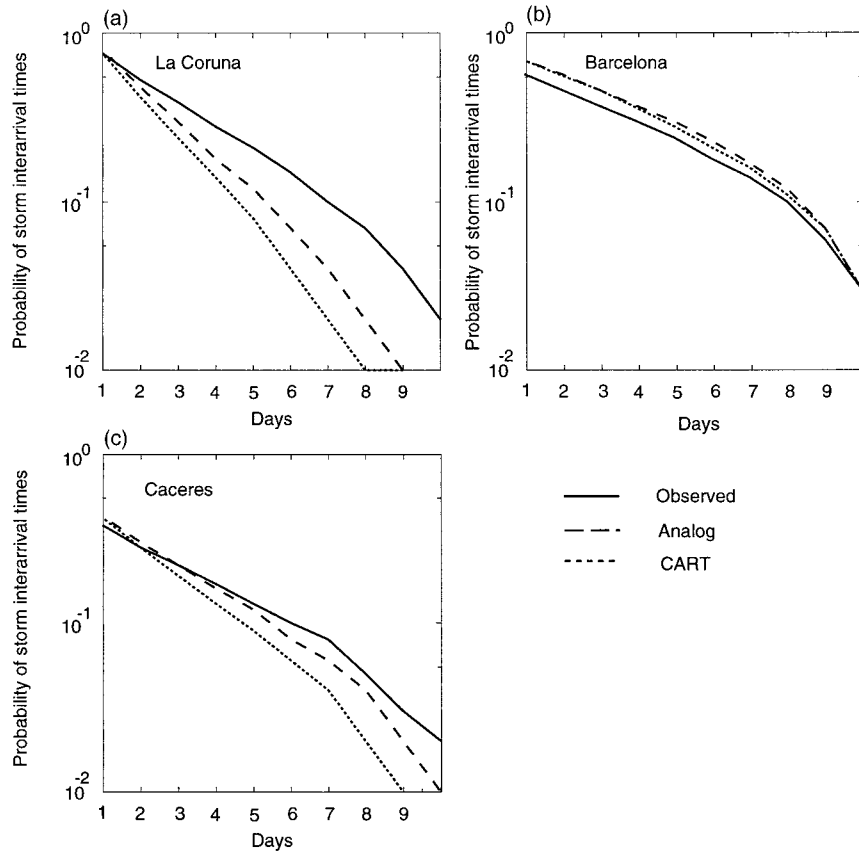 (a)
La Coruna
Probability of storm interarrival times
10^0
10^-1
10^-2
1 2 3 4 5 6 7 8 9
Days
(b)
Barcelona
Probability of storm interarrival times
10^0
10^-1
10^-2
1 2 3 4 5 6 7 8 9
Days
(c)
Caceres
Probability of storm interarrival times
10^0
10^-1
10^-2
1 2 3 4 5 6 7 8 9
Days
Observed
Analog
CART